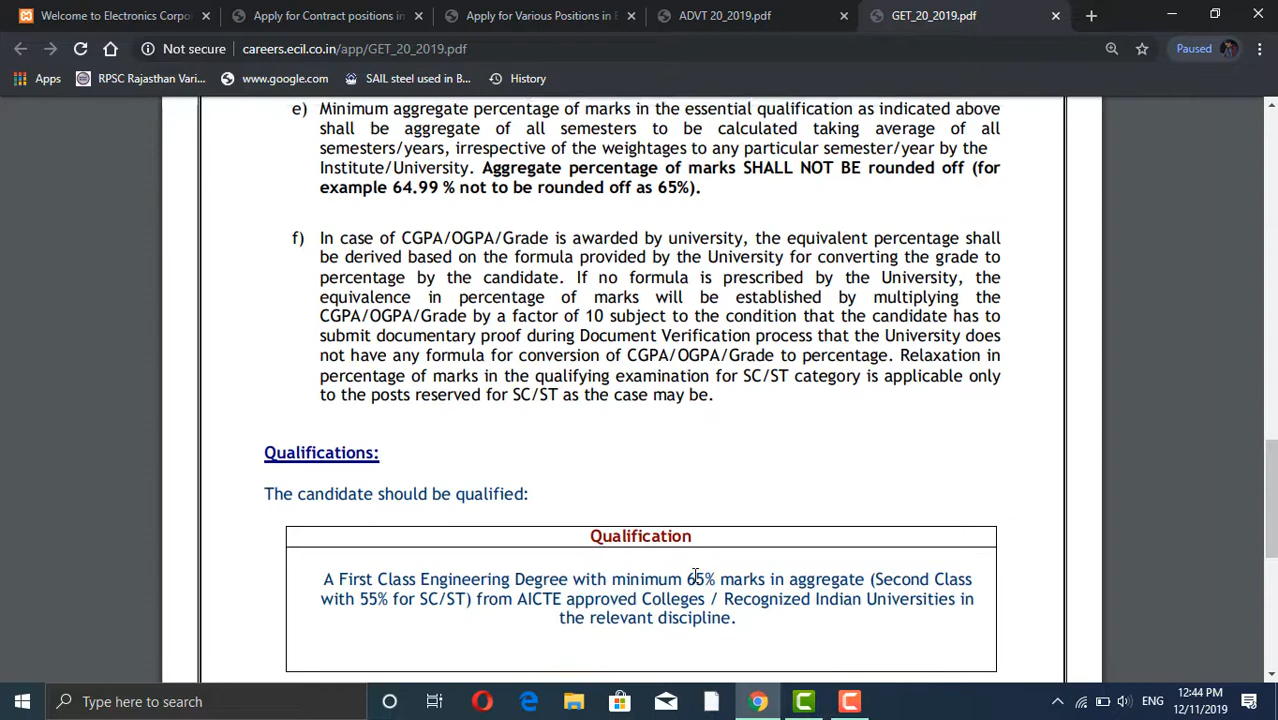 Welcome to Electronics Corpo
Apply for Contract positions in
Apply for Various Positions in E
ADVT 20_2019.pdf
GET_20_2019.pdf
Not secure
careers.ecil.co.in/app/GET_20_2019.pdf
Paused
Apps
RPSC Rajasthan Vari...
www.google.com
SAIL steel used in B...
History
e) Minimum aggregate percentage of marks in the essential qualification as indicated above
shall be aggregate of all semesters to be calculated taking average of all
semesters/years, irrespective of the weightages to any particular semester/year by the
Institute/University. Aggregate percentage of marks SHALL NOT BE rounded off (for
example 64.99 % not to be rounded off as 65%).
f) In case of CGPA/OGPA/Grade is awarded by university, the equivalent percentage shall
be derived based on the formula provided by the University for converting the grade to
percentage by the candidate. If no formula is prescribed by the University, the
equivalence in percentage of marks will be established by multiplying the
CGPA/OGPA/Grade by a factor of 10 subject to the condition that the candidate has to
submit documentary proof during Document Verification process that the University does
not have any formula for conversion of CGPA/OGPA/Grade to percentage. Relaxation in
percentage of marks in the qualifying examination for SC/ST category is applicable only
to the posts reserved for SC/ST as the case may be.
Qualifications:
The candidate should be qualified:
Qualification
A First Class Engineering Degree with minimum 65% marks in aggregate (Second Class
with 55% for SC/ST) from AICTE approved Colleges / Recognized Indian Universities in
the relevant discipline.
Type here to search
ENG
12:44 PM
12/11/2019